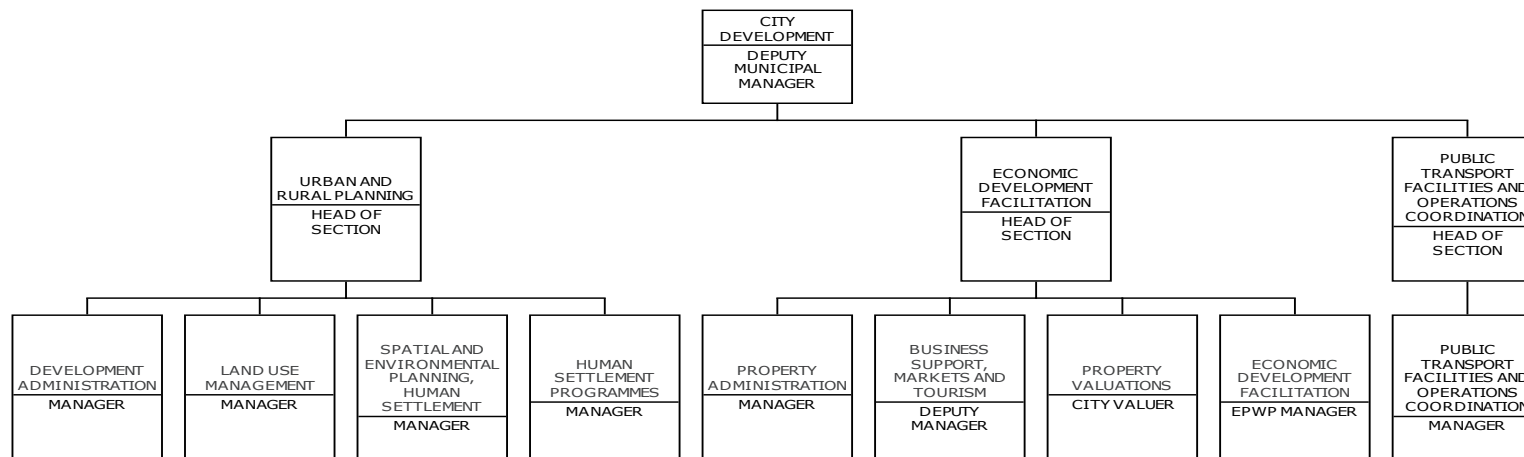 CITY
DEVELOPMENT
DEPUTY
MUNICIPAL
MANAGER
URBAN AND
RURAL PLANNING
HEAD OF
SECTION
ECONOMIC
DEVELOPMENT
FACILITATION
HEAD OF
SECTION
PUBLIC
TRANSPORT
FACILITIES AND
OPERATIONS
COORDINATION
HEAD OF
SECTION
DEVELOPMENT
ADMINISTRATION
MANAGER
LAND USE
MANAGEMENT
MANAGER
SPATIAL AND
ENVIRONMENTAL
PLANNING,
HUMAN
SETTLEMENT
MANAGER
HUMAN
SETTLEMENT
PROGRAMMES
MANAGER
PROPERTY
ADMINISTRATION
MANAGER
BUSINESS
SUPPORT,
MARKETS AND
TOURISM
DEPUTY
MANAGER
PROPERTY
VALUATIONS
CITY VALUER
ECONOMIC
DEVELOPMENT
FACILITATION
EPWP MANAGER
PUBLIC
TRANSPORT
FACILITIES AND
OPERATIONS
COORDINATION
MANAGER